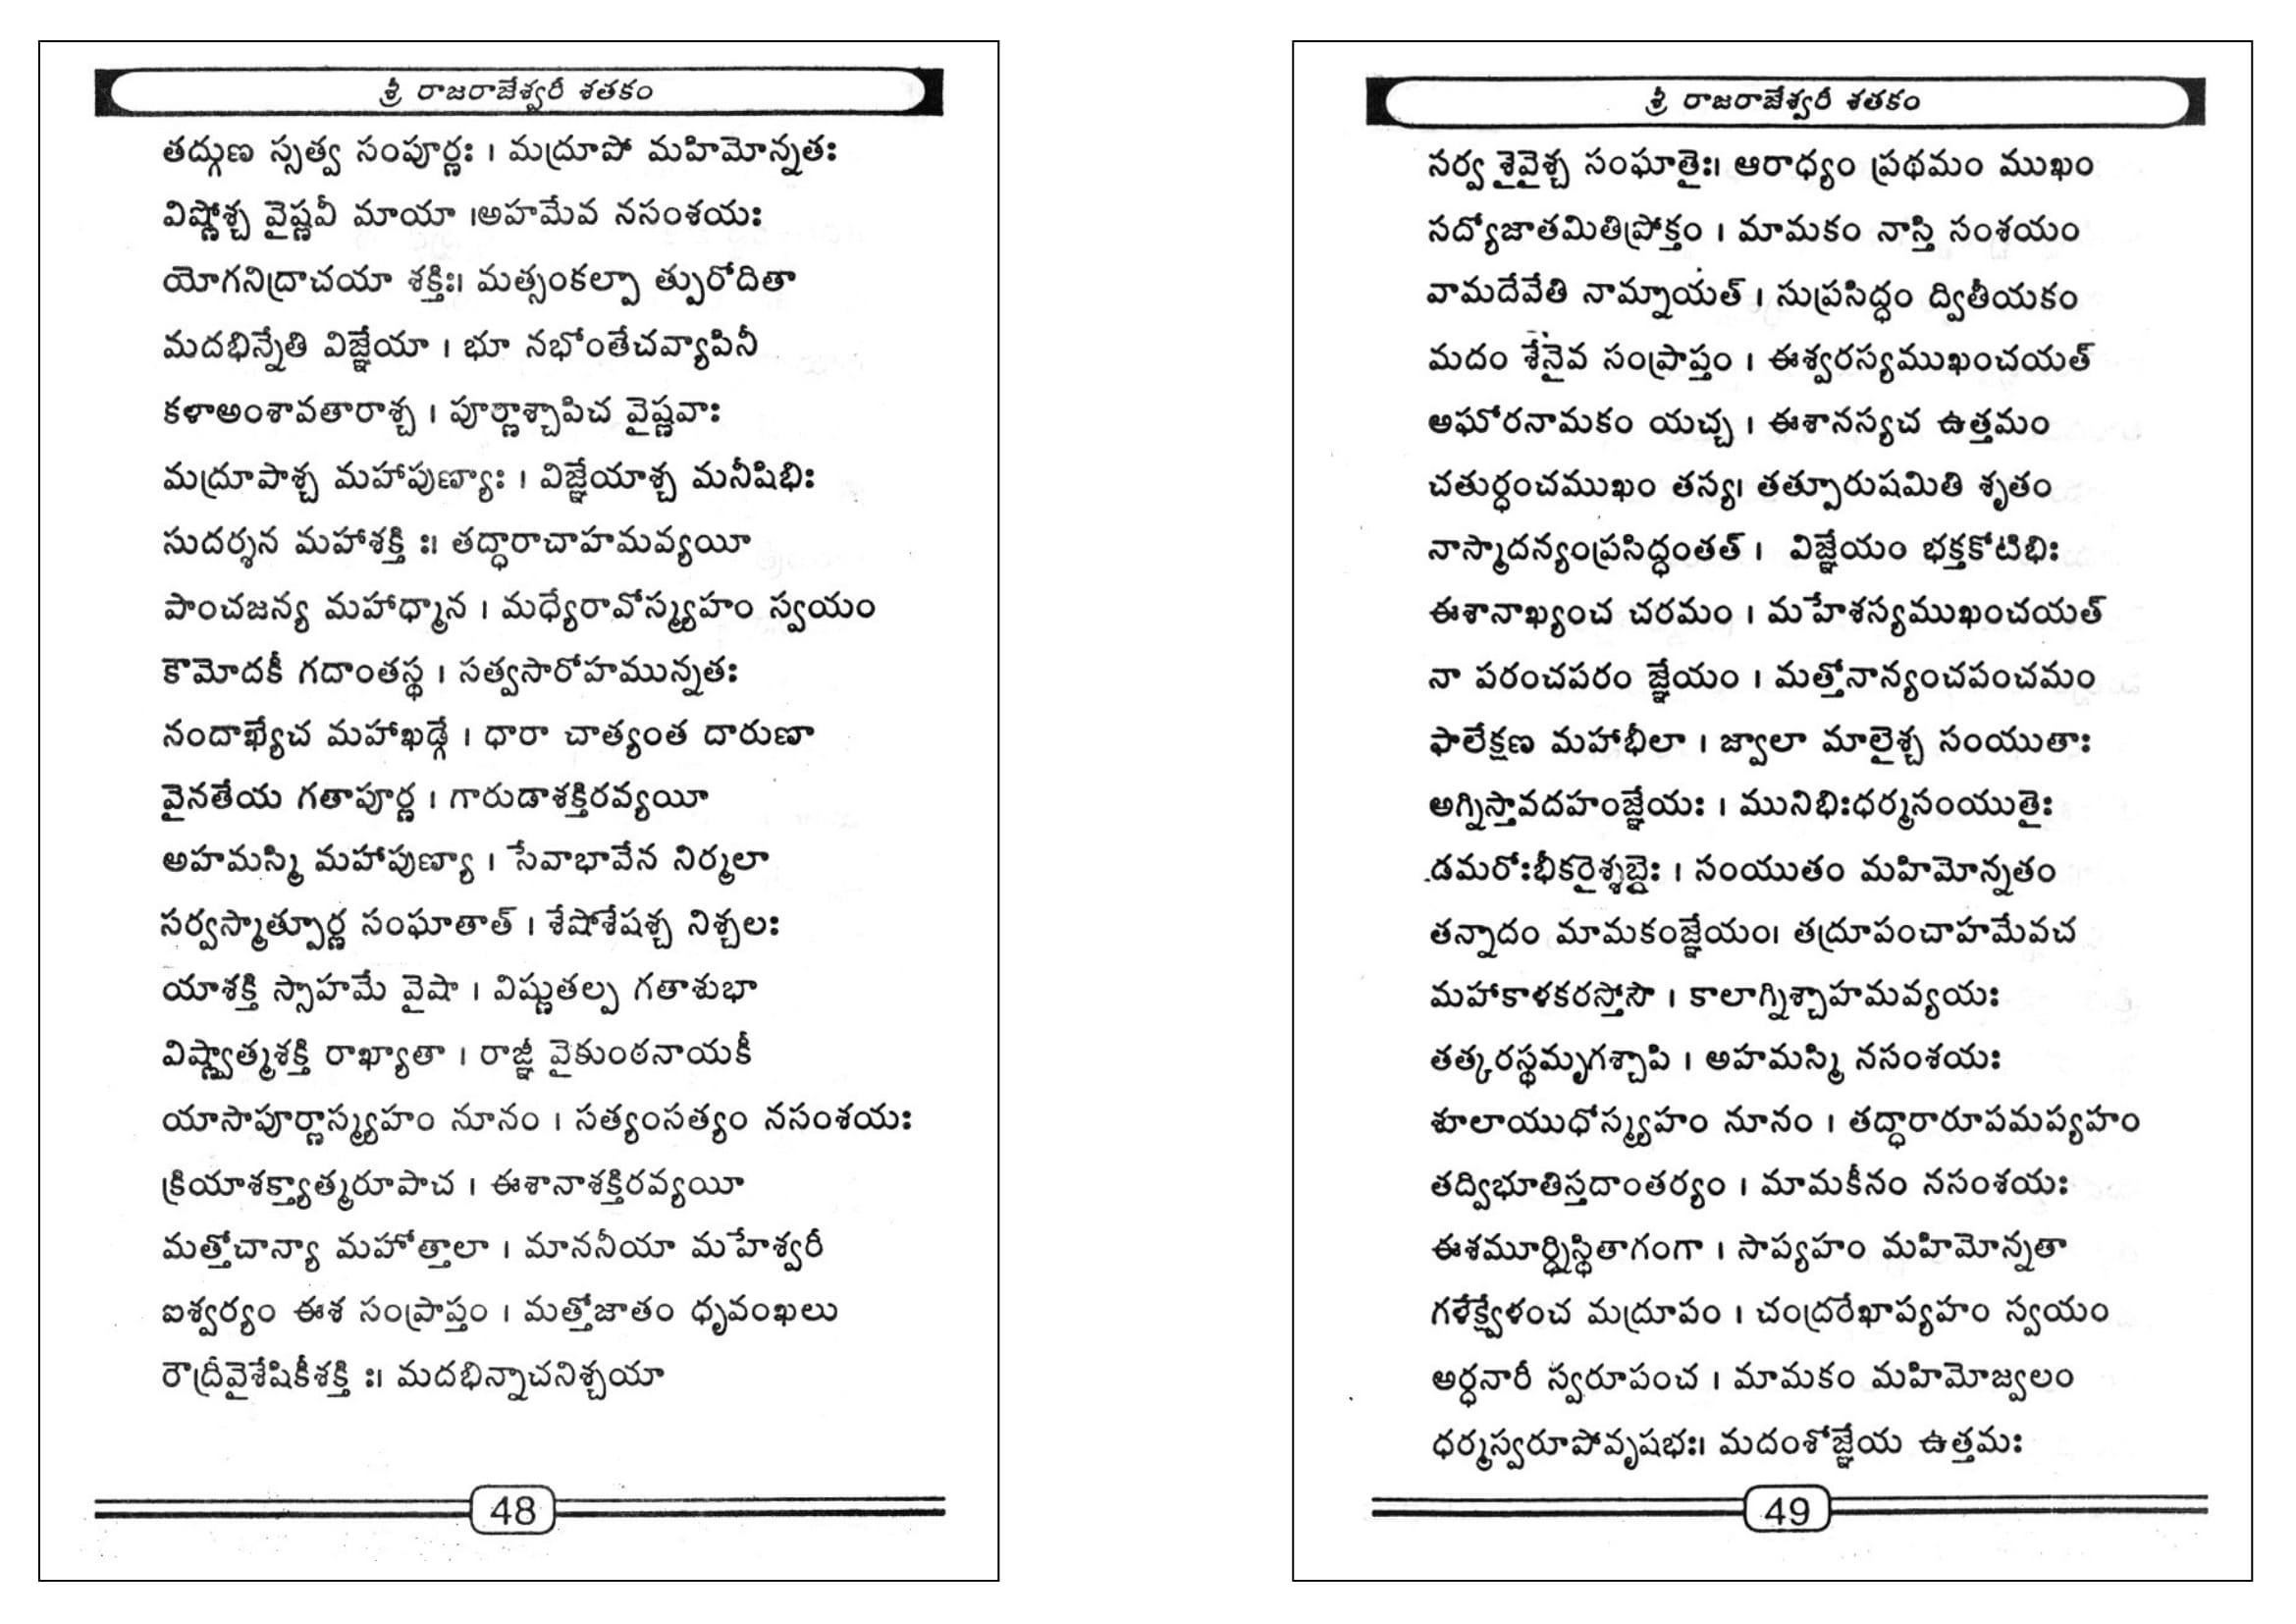 శ్రీ రాజరాజేశ్వరీ శతకం
తద్గుణ స్సత్వ సంపూర్ణః । మద్రూపో మహిమోన్నతః
విష్ణోశ్చ వైష్ణవీ మాయా ।అహమేవ నసంశయః
యోగనిద్రాచయా శక్తిః। మత్సంకల్పా త్పురోదితా
మదభిన్నేతి విజ్ఞేయా । భూ నభోంతేచవ్యాపినీ
కళాఅంశావతారాశ్చ । పూర్ణాశ్చాపిచ వైష్ణవాః
మద్రూపాశ్చ మహాపుణ్యాః । విజ్ఞేయాశ్చ మనీషిభిః
సుదర్శన మహాశక్తి ః। తద్ధారాచాహమవ్యయీ
పాంచజన్య మహాధ్మాన । మధ్యేరావోస్మ్యహం స్వయం
కౌమోదకీ గదాంతస్థ । సత్వసారోహమున్నతః
నందాఖ్యేచ మహాఖడ్గే । ధారా చాత్యంత దారుణా
వైనతేయ గతాపూర్ణ । గారుడాశక్తిరవ్యయీ
అహమస్మి మహాపుణ్యా । సేవాభావేన నిర్మలా
సర్వస్మాత్పూర్ణ సంఘాతాత్ । శేషోశేషశ్చ నిశ్చలః
యాశక్తి స్సాహమే వైషా । విష్ణుతల్ప గతాశుభా
విష్ణ్వాత్మశక్తి రాఖ్యాతా । రాజ్ఞీ వైకుంఠనాయకీ
యాసాపూర్ణాస్మ్యహం నూనం । సత్యంసత్యం నసంశయః
క్రియాశక్త్యాత్మరూపాచ । ఈశానాశక్తిరవ్యయీ
మత్తోచాన్యా మహోత్తాలా । మాననీయా మహేశ్వరీ
ఐశ్వర్యం ఈశ సంప్రాప్తం । మత్తోజాతం ధృవంఖలు
రౌద్రీవైశేషికీశక్తి ః। మదభిన్నాచనిశ్చయా
48
శ్రీ రాజరాజేశ్వరీ శతకం
సర్వ శైవైశ్చ సంఘాతైః। ఆరాధ్యం ప్రథమం ముఖం
సద్యోజాతమితిప్రోక్తం । మామకం నాస్తి సంశయం
వామదేవేతి నామ్నాయత్ । సుప్రసిద్ధం ద్వితీయకం
మదం శేనైవ సంప్రాప్తం । ఈశ్వరస్యముఖంచయత్
అఘోరనామకం యచ్చ । ఈశానస్యచ ఉత్తమం
చతుర్ధంచముఖం తస్య। తత్పూరుషమితి శృతం
నాస్మాదన్యంప్రసిద్ధంతత్ । విజ్ఞేయం భక్తకోటిభిః
ఈశానాఖ్యంచ చరమం । మహేశస్యముఖంచయత్
నా పరంచపరం జ్ఞేయం । మత్తోనాన్యంచపంచమం
ఫాలేక్షణ మహాభీలా । జ్వాలా మాలైశ్చ సంయుతాః
అగ్నిస్తావదహంజ్ఞేయః । మునిభిఃధర్మసంయుతైః
డమరోఃభీకరైశ్శబ్దైః । సంయుతం మహిమోన్నతం
తన్నాదం మామకంజ్ఞేయం। తద్రూపంచాహమేవచ
మహాకాళకరస్తోసౌ । కాలాగ్నిశ్చాహమవ్యయః
తత్కరస్థమృగశ్చాపి । అహమస్మి నసంశయః
శూలాయుధోస్మ్యహం నూనం । తద్ధారారూపమప్యహం
తద్విభూతిస్తదాంతర్యం । మామకీనం నసంశయః
ఈశమూర్ధ్నిస్థితాగంగా । సాప్యహం మహిమోన్నతా
గళేక్ష్వేళంచ మద్రూపం । చంద్రరేఖాప్యహం స్వయం
అర్ధనారీ స్వరూపంచ । మామకం మహిమోజ్వలం
ధర్మస్వరూపోవృషభః। మదంశోజ్ఞేయ ఉత్తమః
49